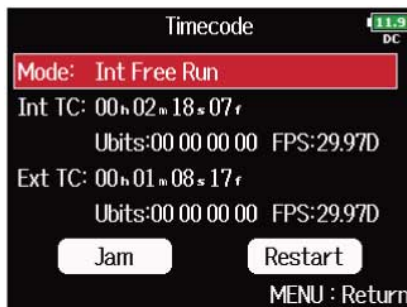 Timecode
11.9
DC
Mode: Int Free Run
Int TC: 00h02m18s07f
Ubits:00 00 00 00 FPS:29.97D
Ext TC: 00h01m08s17f
Ubits:00 00 00 00 FPS:29.97D
Jam Restart
MENU : Return